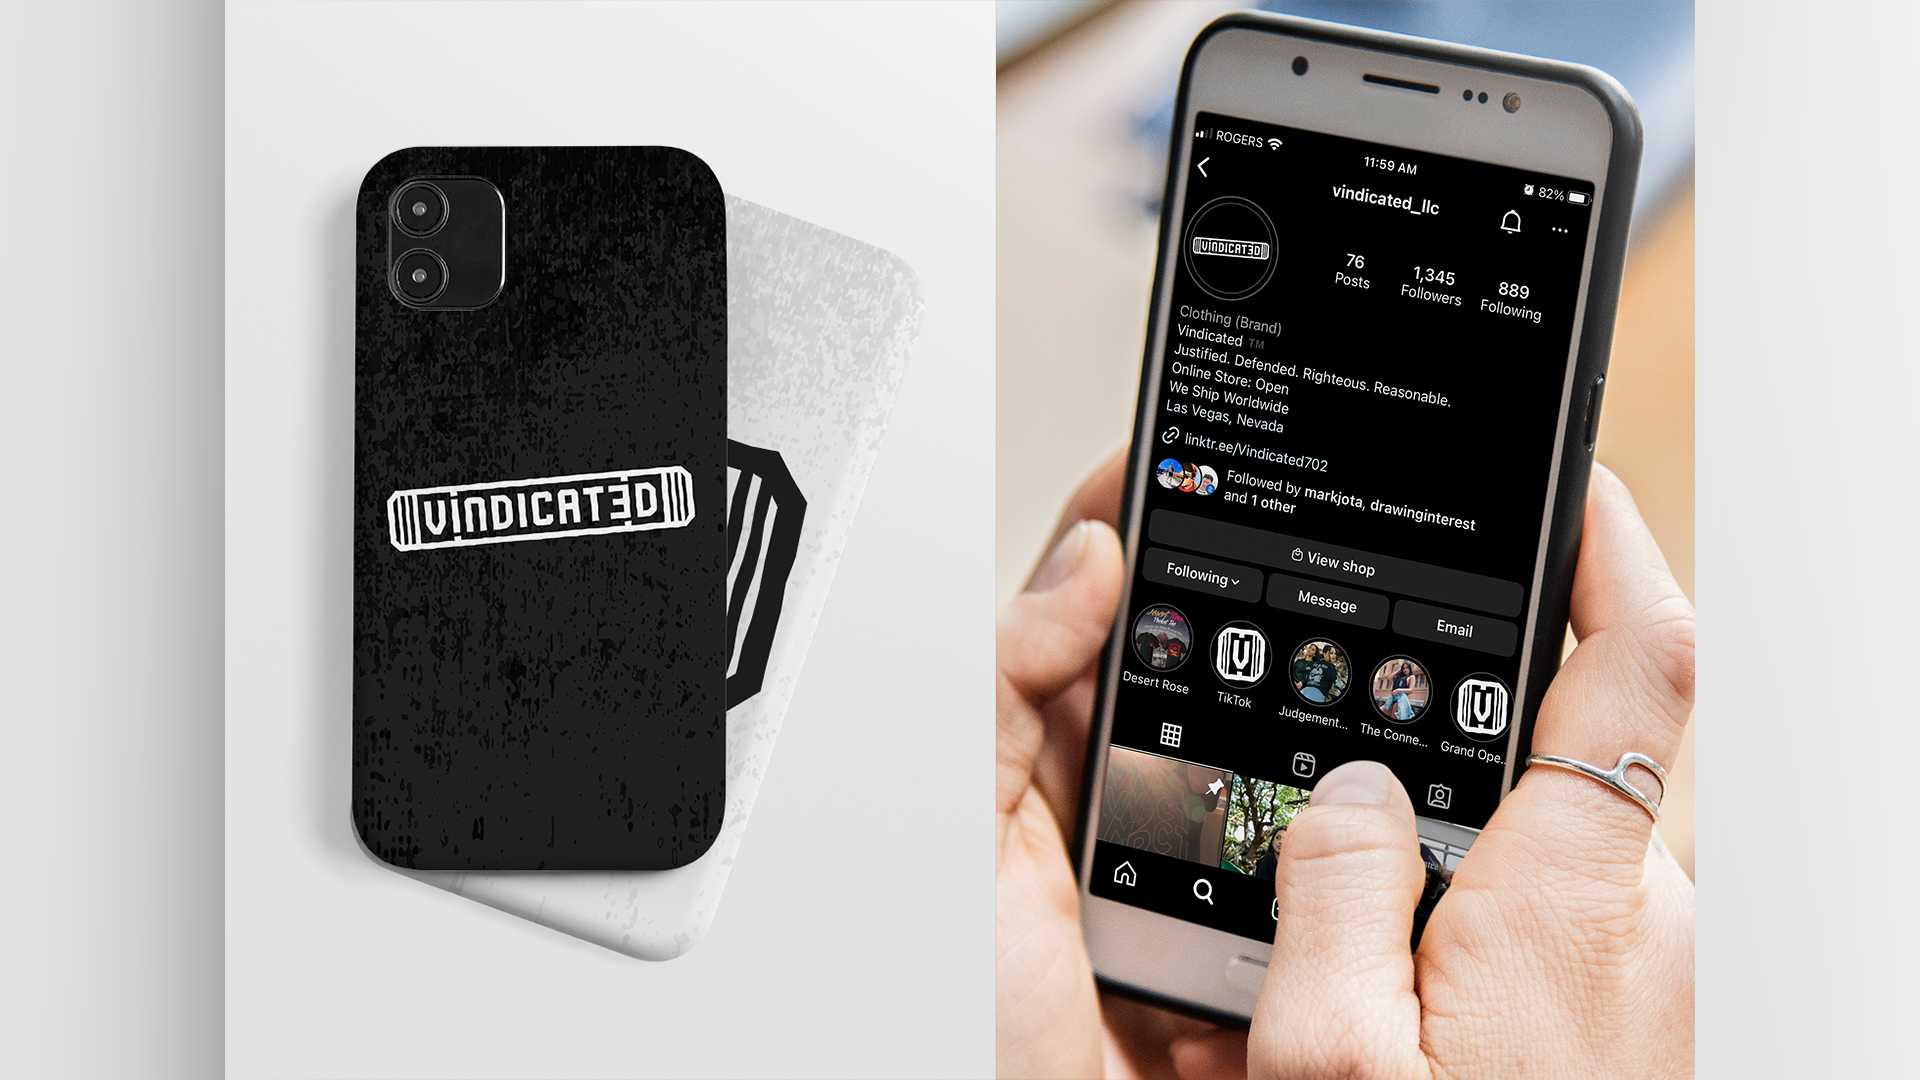 VINDICATED
ROGERS
11:59 AM
82%
vindicated_llc
VINDICATED
76
Posts
1,345
Followers
889
Following
Clothing (Brand)
Vindicated TM
Justified. Defended. Righteous. Reasonable.
Online Store: Open
We Ship Worldwide
Las Vegas, Nevada
linktr.ee/Vindicated702
Followed by markjota, drawinginterest
and 1 other
View shop
Following
Message
Email
Desert Rose
TikTok
Judgement...
The Conne...
Grand Ope...